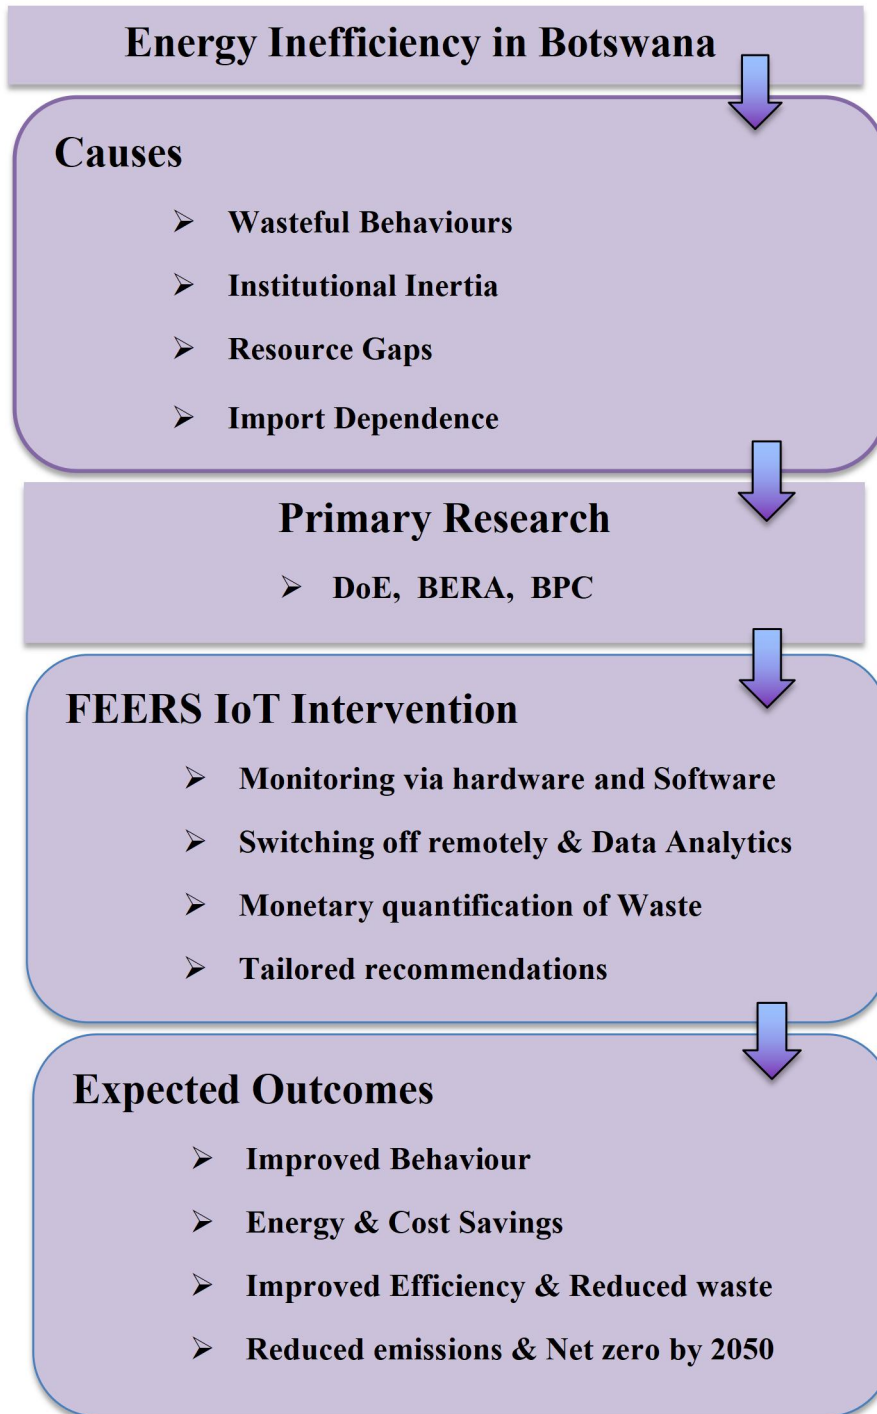 Energy Inefficiency in Botswana
Causes
➢ Wasteful Behaviours
➢ Institutional Inertia
➢ Resource Gaps
➢ Import Dependence
Primary Research
➢ DoE, BERA, BPC
FEERS IoT Intervention
➢ Monitoring via hardware and Software
➢ Switching off remotely & Data Analytics
➢ Monetary quantification of Waste
➢ Tailored recommendations
Expected Outcomes
➢ Improved Behaviour
➢ Energy & Cost Savings
➢ Improved Efficiency & Reduced waste
➢ Reduced emissions & Net zero by 2050